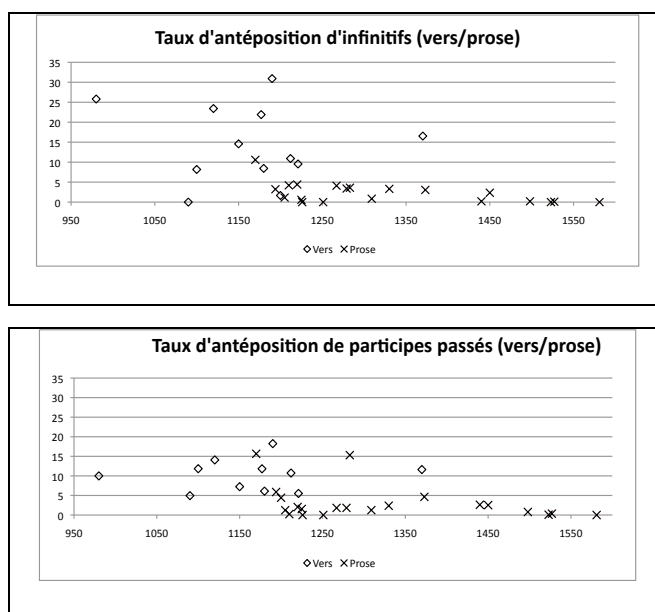 Taux d'antéposition d'infinitifs (vers/prose)
35
30
25
20
15
10
5
0
950 1050 1150 1250 1350 1450 1550
Vers Prose
Taux d'antéposition de participes passés (vers/prose)
35
30
25
20
15
10
5
0
950 1050 1150 1250 1350 1450 1550
Vers Prose